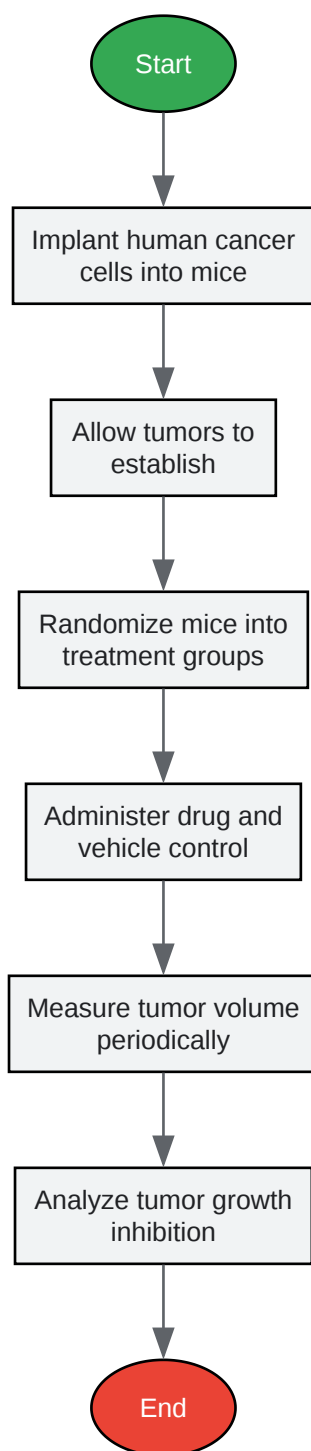 Start
Implant human cancer
cells into mice
Allow tumors to
establish
Randomize mice into
treatment groups
Administer drug and
vehicle control
Measure tumor volume
periodically
Analyze tumor growth
inhibition
End